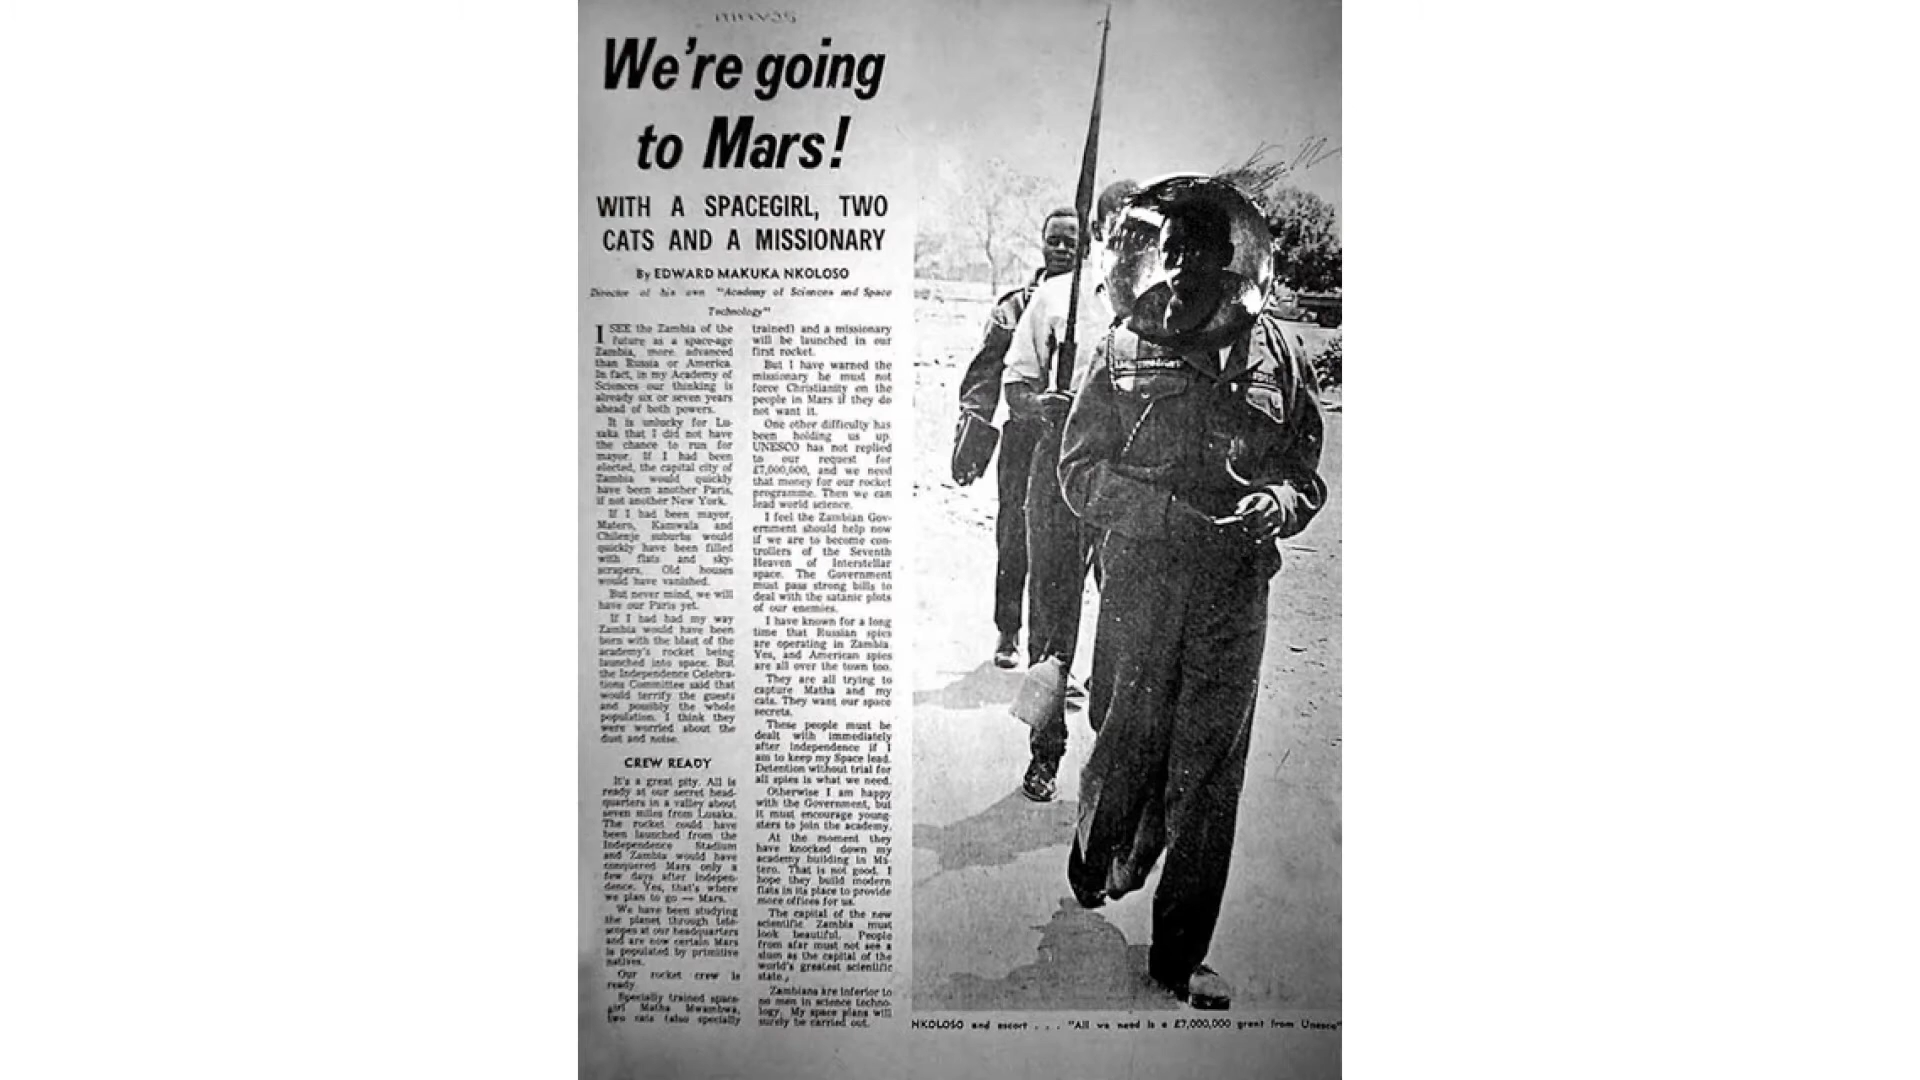 We're going
to Mars!
WITH A SPACEGIRL, TWO
CATS AND A MISSIONARY
By EDWARD MAKUKA NKOLOSO
Director of his own "Academy of Sciences and Space
Technology"
I SEE the Zambia of the
future as a space-age
Zambia, more advanced
than Russia or America.
In fact, in my Academy of
Sciences our thinking is
already six or seven years
ahead of both powers.
It is unlucky for Lu-
saka that I did not have
the chance to run for
mayor. If I had been
elected, the capital city of
Zambia would quickly
have been another Paris,
if not another New York.
If I had been mayor,
Matero, Kamwala and
Chilenje suburbs would
quickly have been filled
with flats and sky-
scrapers. Old houses
would have vanished.
But never mind, we will
have our Paris yet.
If I had had my way
Zambia would have been
born with the blast of the
academy's rocket being
launched into space. But
the Independence Celebra-
tions Committee said that
would terrify the guests
and possibly the whole
population. I think they
were worried about the
dust and noise.
CREW READY
It's a great pity. All is
ready at our secret head-
quarters in a valley about
seven miles from Lusaka.
The rocket could have
been launched from the
Independence Stadium
and Zambia would have
conquered Mars only a
few days after indepen-
dence. Yes, that's where
we plan to go — Mars.
We have been studying
the planet through tele-
scopes at our headquarters
and are now certain Mars
is populated by primitive
natives.
Our rocket crew is
ready.
Specially trained space-
girl Matha Mwambwa,
two cats (also specially
trained) and a missionary
will be launched in our
first rocket.
But I have warned the
missionary he must not
force Christianity on the
people in Mars if they do
not want it.
One other difficulty has
been holding us up.
UNESCO has not replied
to our request for
£7,000,000, and we need
that money for our rocket
programme. Then we can
lead world science.
I feel the Zambian Gov-
ernment should help now
if we are to become con-
trollers of the Seventh
Heaven of Interstellar
space. The Government
must pass strong bills to
deal with the satanic plots
of our enemies.
I have known for a long
time that Russian spies
are operating in Zambia.
Yes, and American spies
are all over the town too.
They are all trying to
capture Matha and my
cats. They want our space
secrets.
These people must be
dealt with immediately
after independence if I
am to keep my Space lead.
Detention without trial for
all spies is what we need.
Otherwise I am happy
with the Government, but
it must encourage young-
sters to join the academy.
At the moment they
have knocked down my
academy building in Ma-
tero. That is not good. I
hope they build modern
flats in its place to provide
more offices for us.
The capital of the new
scientific Zambia must
look beautiful. People
from afar must not see a
slum as the capital of the
world's greatest scientific
state.
Zambians are inferior to
no men in science techno-
logy. My space plans will
surely be carried out.
NKOLOSO and escort . . . "All we need is a £7,000,000 grant from Unesco"